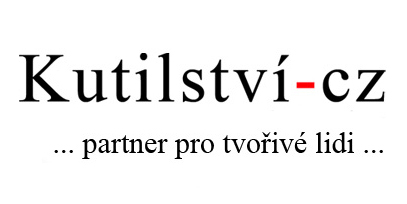 Kutilství-cz
... partner pro tvořivé lidi ...